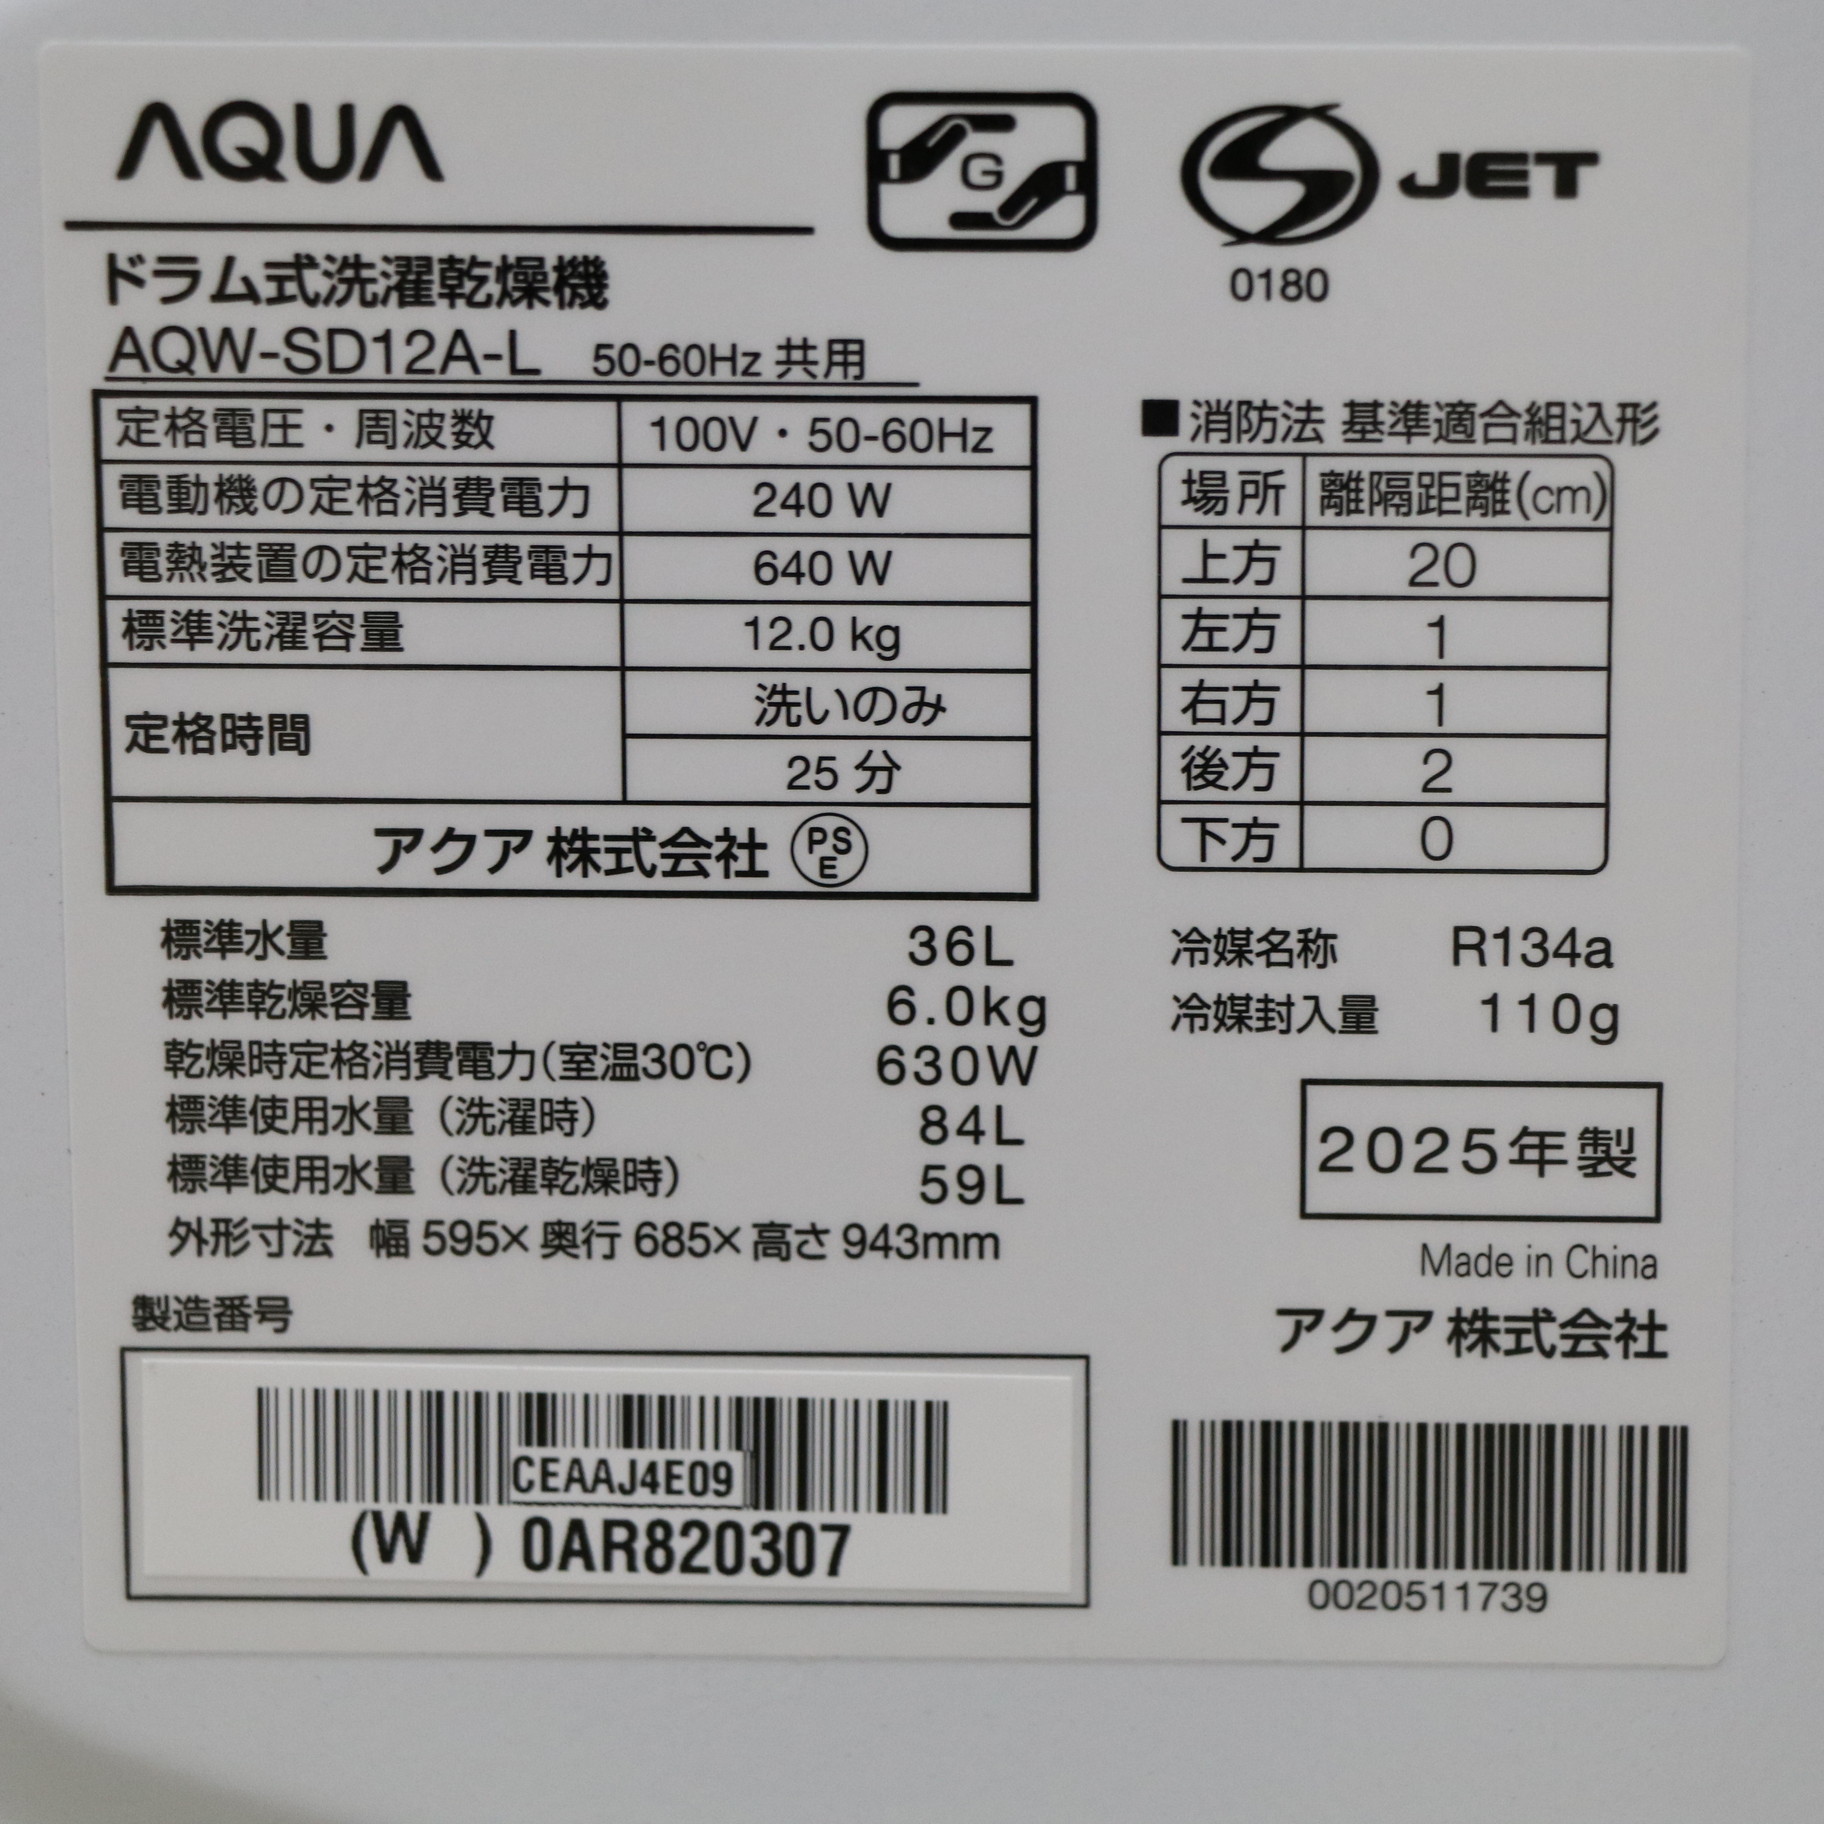 AQUA
G
S JET
0180
ドラム式洗濯乾燥機
AQW-SD12A-L 50-60Hz 共用
定格電圧・周波数 100V・50-60Hz
電動機の定格消費電力 240 W
電熱装置の定格消費電力 640 W
標準洗濯容量 12.0 kg
定格時間 洗いのみ
25 分
アクア 株式会社 PSE
■消防法 基準適合組込形
場所 離隔距離(cm)
上方 20
左方 1
右方 1
後方 2
下方 0
標準水量 36L
標準乾燥容量 6.0kg
乾燥時定格消費電力(室温30℃) 630W
標準使用水量（洗濯時） 84L
標準使用水量（洗濯乾燥時） 59L
外形寸法 幅 595×奥行 685×高さ 943mm
冷媒名称 R134a
冷媒封入量 110g
2025年製
Made in China
アクア 株式会社
製造番号
CEAAJ4E09
(W ) 0AR820307
0020511739